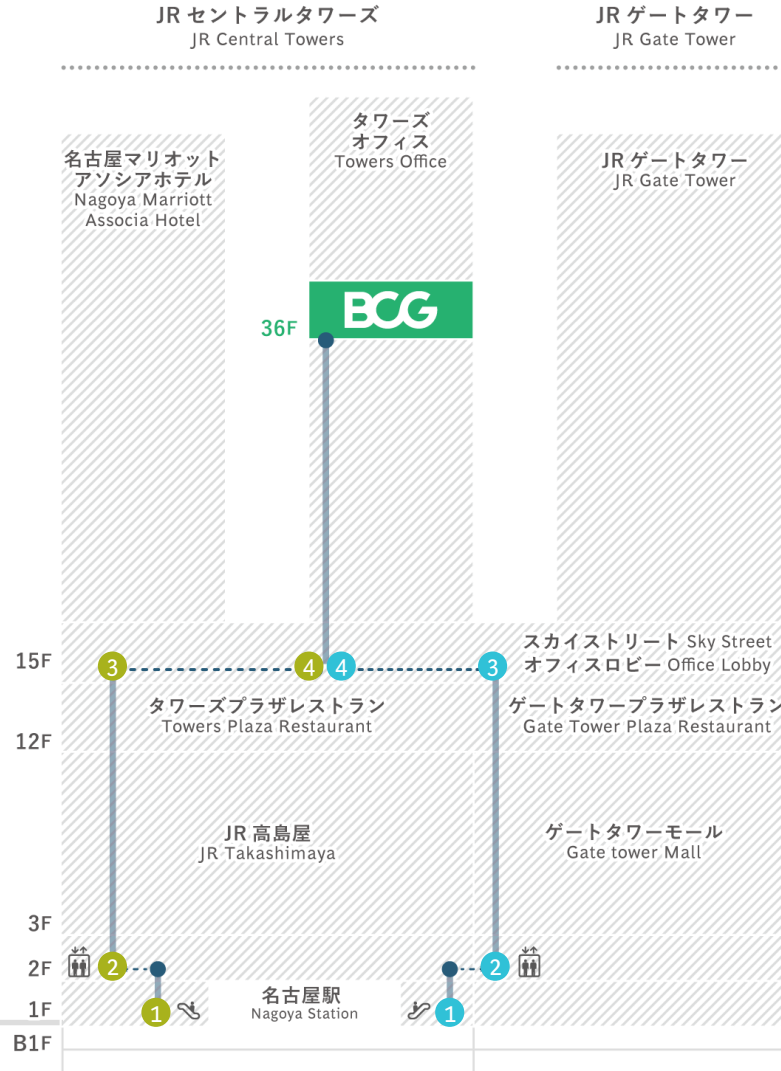 JR セントラルタワーズ
JR Central Towers
JR ゲートタワー
JR Gate Tower
タワーズ
オフィス
Towers Office
名古屋マリオット
アソシアホテル
Nagoya Marriott
Associa Hotel
JR ゲートタワー
JR Gate Tower
BCG
36F
スカイストリート Sky Street
オフィスロビー Office Lobby
15F
3
4
4
3
タワーズプラザレストラン
Towers Plaza Restaurant
ゲートタワープラザレストラン
Gate Tower Plaza Restaurant
12F
JR 高島屋
JR Takashimaya
ゲートタワーモール
Gate tower Mall
3F
2F
2
2
名古屋駅
Nagoya Station
1F
1
1
B1F